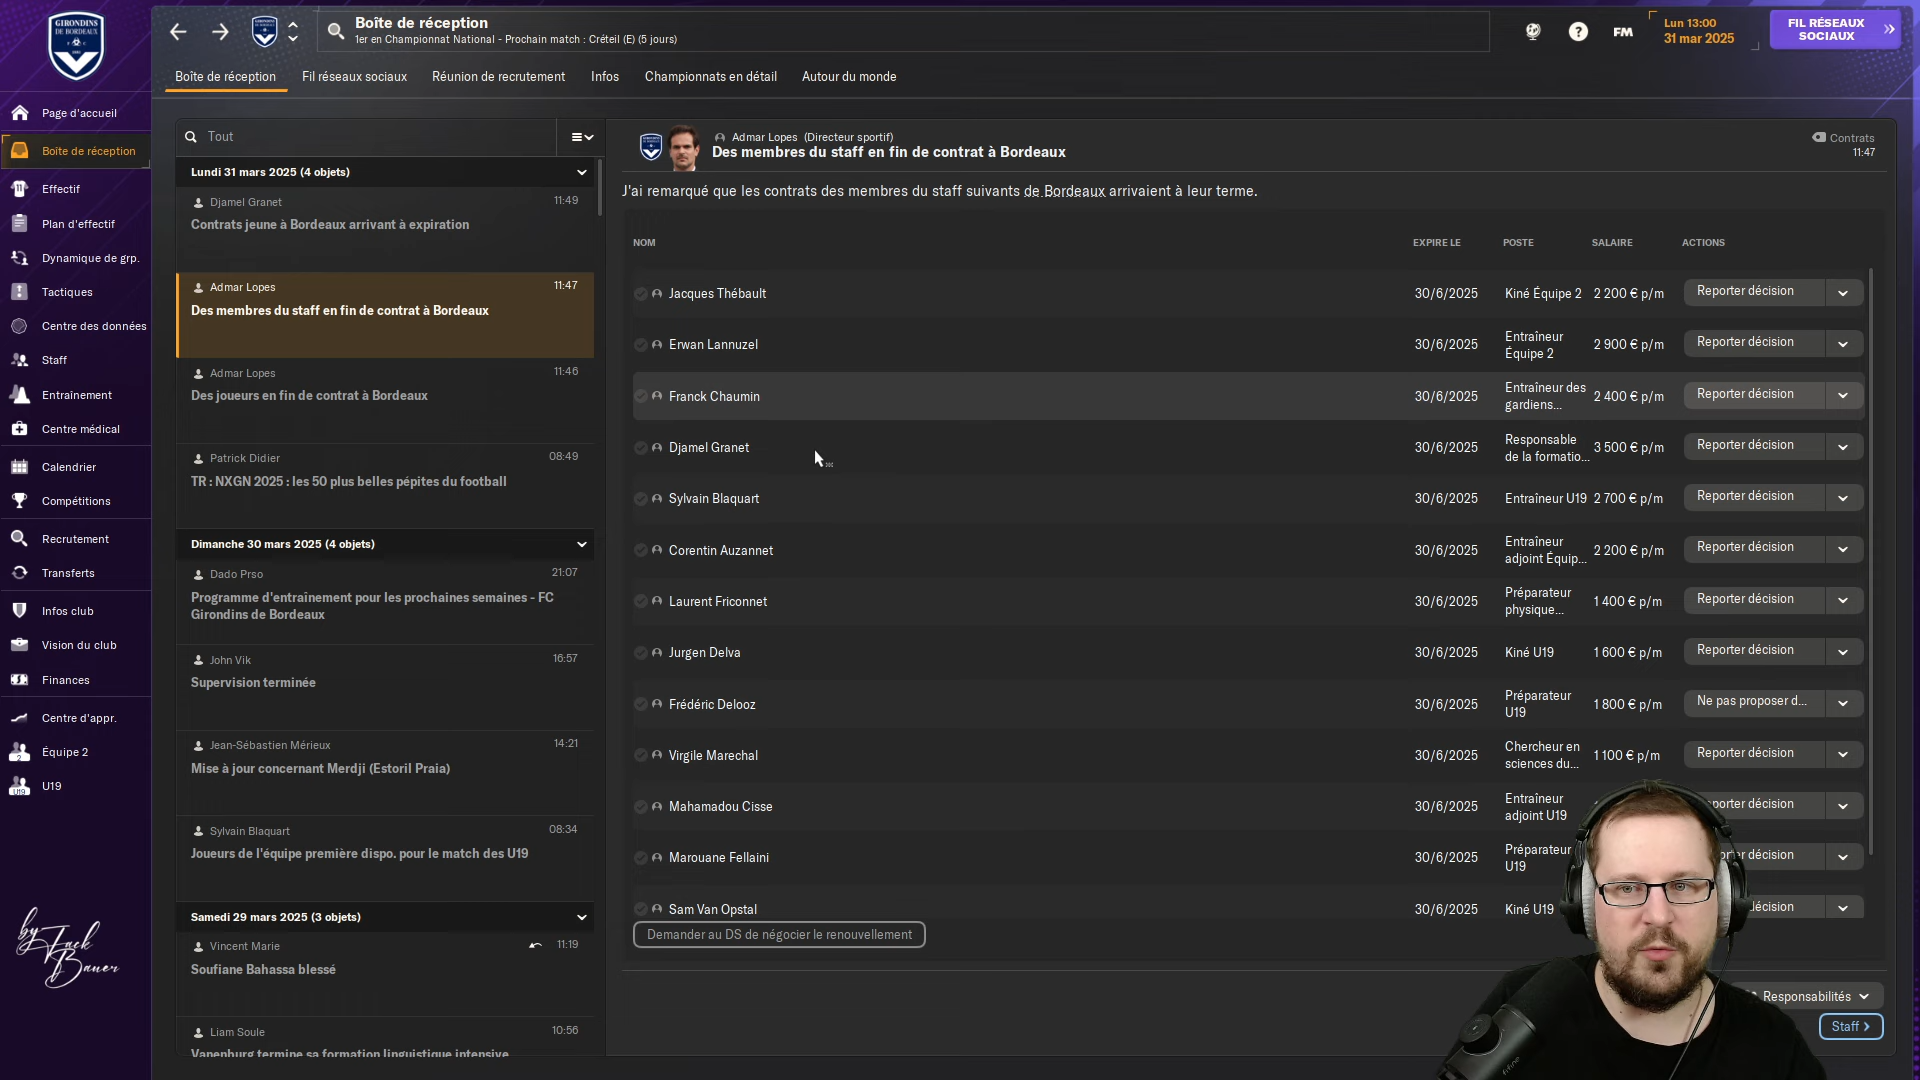 GIRONDINS
DE BORDEAUX
Boîte de réception
1er en Championnat National - Prochain match : Créteil (E) (5 jours)
FM
Lun 13:00
31 mar 2025
FIL RÉSEAUX
SOCIAUX
Boîte de réception
Fil réseaux sociaux
Réunion de recrutement
Infos
Championnats en détail
Autour du monde
Page d'accueil
Boîte de réception
Effectif
Plan d'effectif
Dynamique de grp.
Tactiques
Centre des données
Staff
Entraînement
Centre médical
Calendrier
Compétitions
Recrutement
Transferts
Infos club
Vision du club
Finances
Centre d'appr.
Équipe 2
U19
by Jack
Bauer
Tout
Lundi 31 mars 2025 (4 objets)
Djamel Granet 11:49
Contrats jeune à Bordeaux arrivant à expiration
Admar Lopes 11:47
Des membres du staff en fin de contrat à Bordeaux
Admar Lopes 11:46
Des joueurs en fin de contrat à Bordeaux
Patrick Didier 08:49
TR : NXGN 2025 : les 50 plus belles pépites du football
Dimanche 30 mars 2025 (4 objets)
Dado Prso 21:07
Programme d'entrainement pour les prochaines semaines - FC
Girondins de Bordeaux
John Vik 16:57
Supervision terminée
Jean-Sébastien Mérieux 14:21
Mise à jour concernant Merdji (Estoril Praia)
Sylvain Blaquart 08:34
Joueurs de l'équipe première dispo. pour le match des U19
Samedi 29 mars 2025 (3 objets)
Vincent Marie 11:19
Soufiane Bahassa blessé
Liam Soule 10:56
Vanenburg termine sa formation linguistique intensive
Admar Lopes (Directeur sportif)
Des membres du staff en fin de contrat à Bordeaux
Contrats
11:47
J'ai remarqué que les contrats des membres du staff suivants de Bordeaux arrivaient à leur terme.
NOM EXPIRE LE POSTE SALAIRE ACTIONS
Jacques Thébault 30/6/2025 Kiné Équipe 2 2 200 € p/m Reporter décision
Erwan Lannuzel 30/6/2025 Entraîneur Équipe 2 2 900 € p/m Reporter décision
Franck Chaumin 30/6/2025 Entraîneur des gardiens... 2 400 € p/m Reporter décision
Djamel Granet 30/6/2025 Responsable de la formatio... 3 500 € p/m Reporter décision
Sylvain Blaquart 30/6/2025 Entraîneur U19 2 700 € p/m Reporter décision
Corentin Auzannet 30/6/2025 Entraîneur adjoint Équip... 2 200 € p/m Reporter décision
Laurent Friconnet 30/6/2025 Préparateur physique... 1 400 € p/m Reporter décision
Jurgen Delva 30/6/2025 Kiné U19 1 600 € p/m Reporter décision
Frédéric Delooz 30/6/2025 Préparateur U19 1 800 € p/m Ne pas proposer d...
Virgile Marechal 30/6/2025 Chercheur en sciences du... 1 100 € p/m Reporter décision
Mahamadou Cisse 30/6/2025 Entraîneur adjoint U19 porter décision
Marouane Fellaini 30/6/2025 Préparateur U19 décision
Sam Van Opstal 30/6/2025 Kiné U19 décision
Demander au DS de négocier le renouvellement
Responsabilités
Staff
fifine